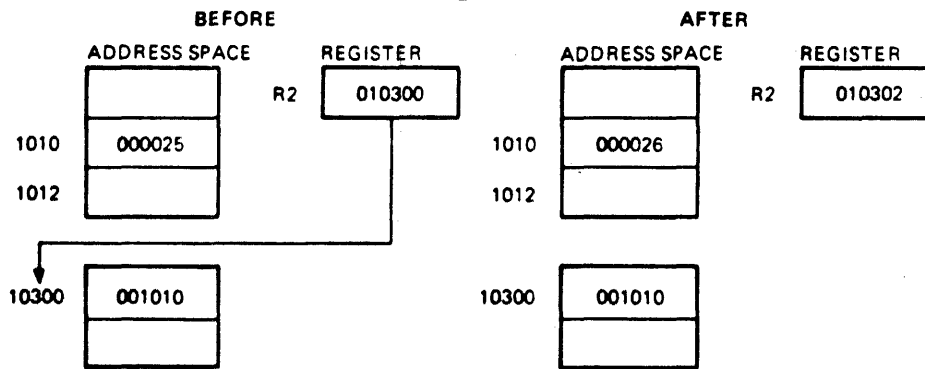 BEFORE AFTER
ADDRESS SPACE REGISTER ADDRESS SPACE REGISTER
R2 010300 R2 010302
1010 000025 1010 000026
1012 1012
10300 001010 10300 001010